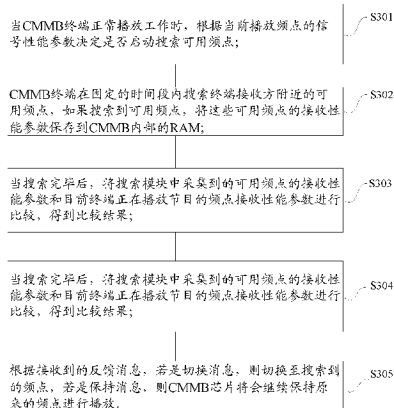 当CMMB终端正常播放工作时，根据当前播放频点的信
号性能参数决定是否启动搜索可用频点；
S301
CMMB终端在固定的时间段内搜索终端接收方附近的可
用频点，如果搜索到可用频点，将这些可用频点的接收性
能参数保存到CMMB内部的RAM；
S302
当搜索完毕后，将搜索模块中采集到的可用频点的接收性
能参数和目前终端正在播放节目的频点接收性能参数进行
比较，得到比较结果；
S303
当搜索完毕后，将搜索模块中采集到的可用频点的接收性
能参数和目前终端正在播放节目的频点接收性能参数进行
比较，得到比较结果；
S304
根据接收到的反馈消息，若是切换消息，则切换至搜索到
的频点，若是保持消息，则CMMB芯片将会继续保持原
来的频点进行播放。
S305